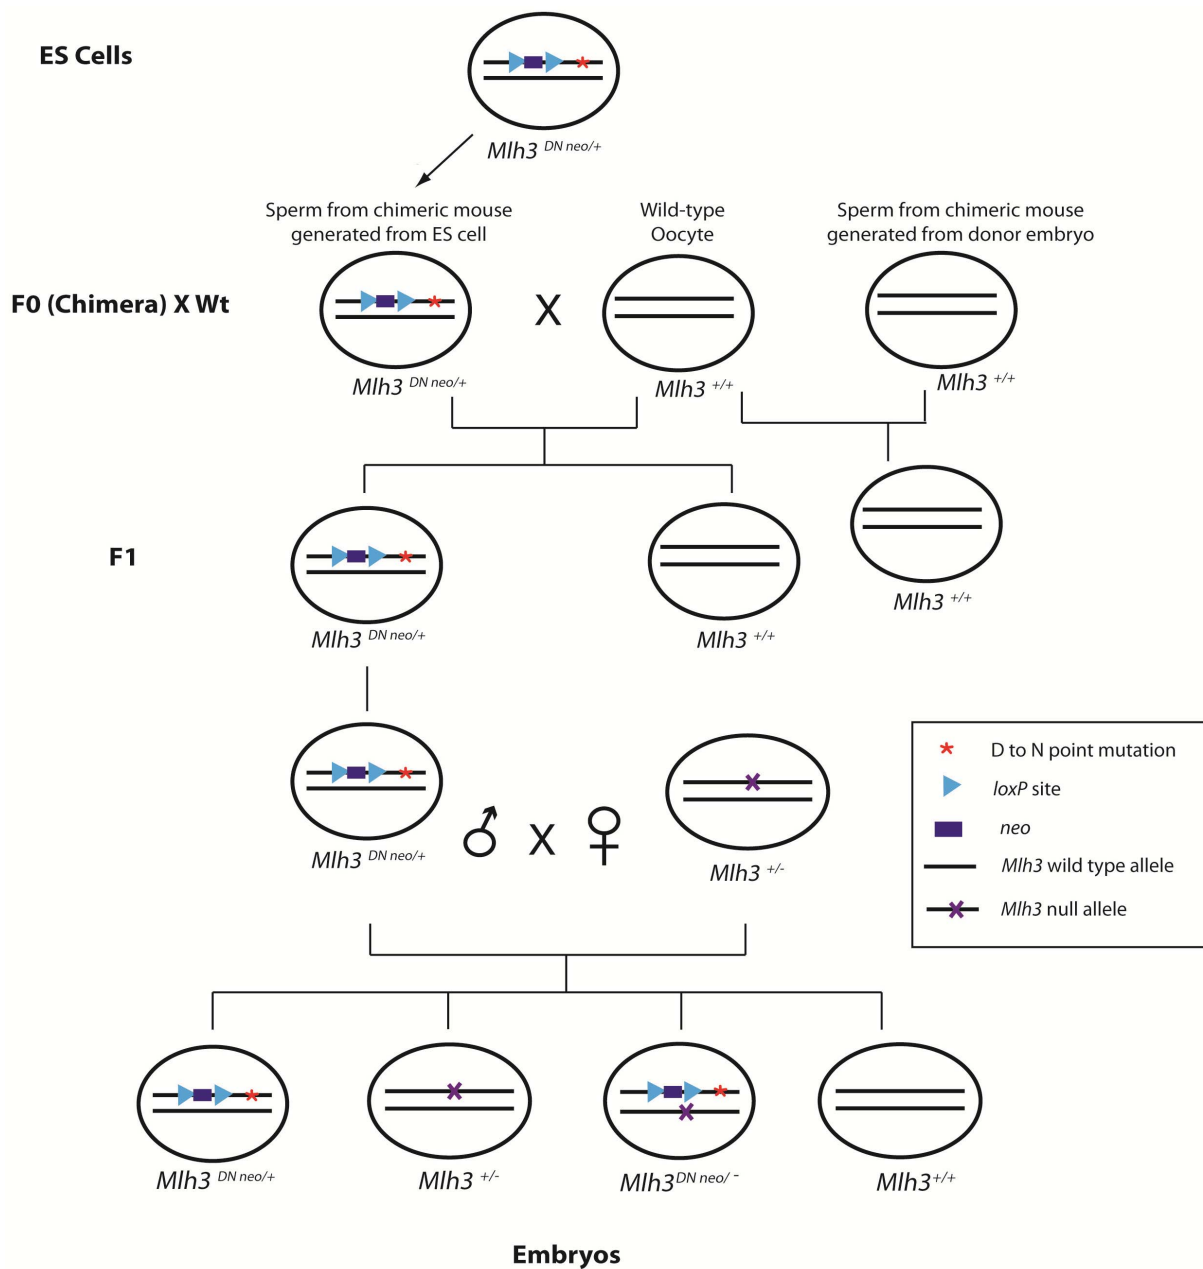 ES Cells
Mlh3 DN neo/+
Sperm from chimeric mouse
generated from ES cell
Wild-type
Oocyte
Sperm from chimeric mouse
generated from donor embryo
F0 (Chimera) X Wt
X
Mlh3 DN neo/+
Mlh3 +/+
Mlh3 +/+
F1
Mlh3 DN neo/+
Mlh3 +/+
Mlh3 +/+
Mlh3 DN neo/+
♂ X ♀
Mlh3 +/-
D to N point mutation
loxP site
neo
Mlh3 wild type allele
Mlh3 null allele
Mlh3 DN neo/+
Mlh3 +/-
Mlh3DN neo/ -
Mlh3+/+
Embryos